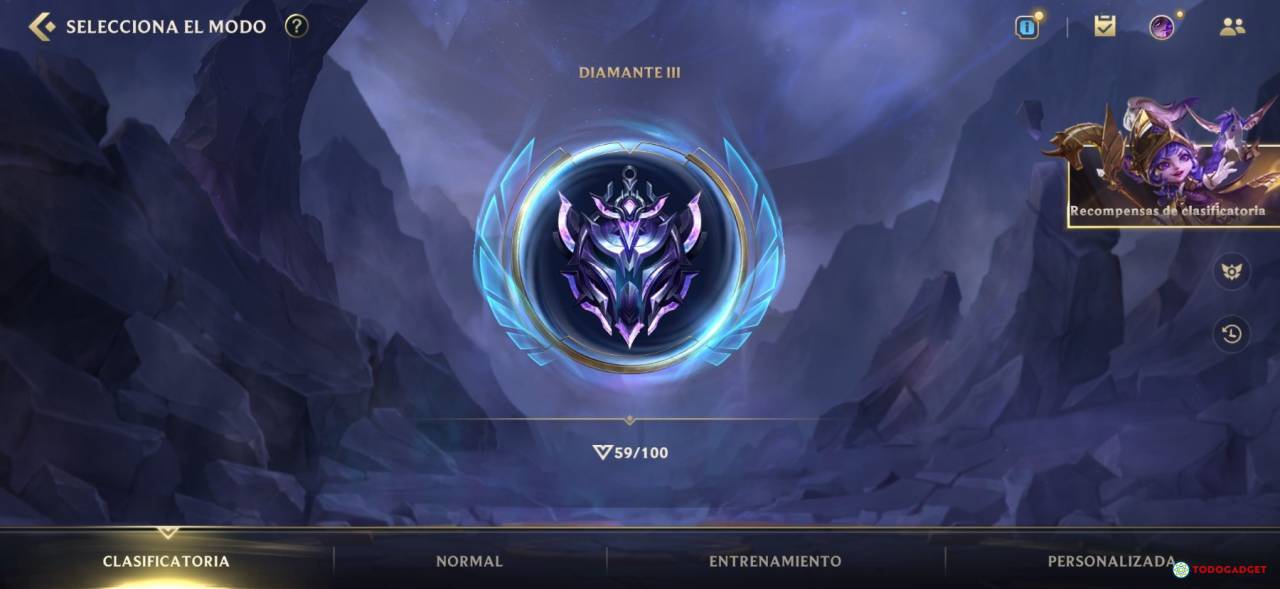 SELECCIONA EL MODO ?
DIAMANTE III
Recompensas de clasificatoria
59/100
CLASIFICATORIA
NORMAL
ENTRENAMIENTO
PERSONALIZADA
TODOGADGET